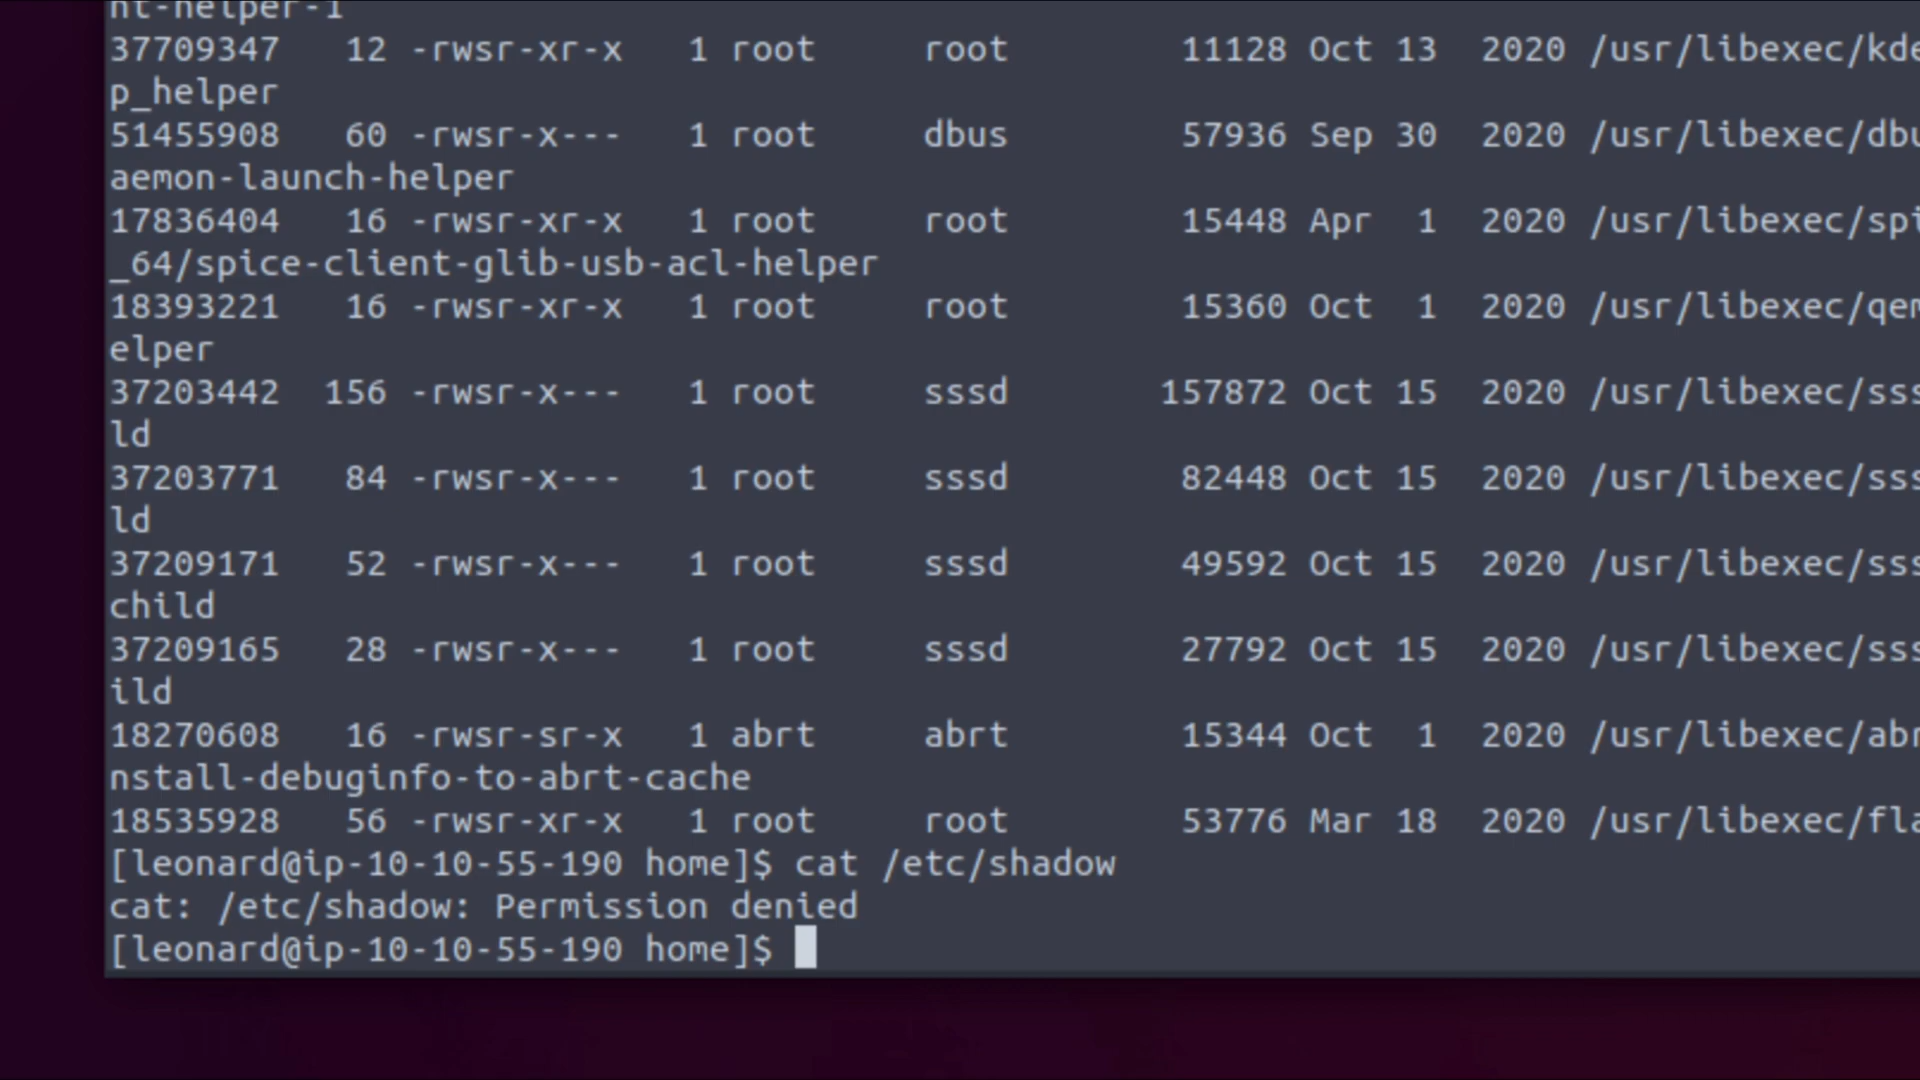 nt-helper-1
37709347   12 -rwsr-xr-x   1 root     root        11128 Oct 13  2020 /usr/libexec/kde
p_helper
51455908   60 -rwsr-x---   1 root     dbus        57936 Sep 30  2020 /usr/libexec/dbu
aemon-launch-helper
17836404   16 -rwsr-xr-x   1 root     root        15448 Apr  1  2020 /usr/libexec/spi
_64/spice-client-glib-usb-acl-helper
18393221   16 -rwsr-xr-x   1 root     root        15360 Oct  1  2020 /usr/libexec/qem
elper
37203442  156 -rwsr-x---   1 root     sssd       157872 Oct 15  2020 /usr/libexec/sss
ld
37203771   84 -rwsr-x---   1 root     sssd        82448 Oct 15  2020 /usr/libexec/sss
ld
37209171   52 -rwsr-x---   1 root     sssd        49592 Oct 15  2020 /usr/libexec/sss
child
37209165   28 -rwsr-x---   1 root     sssd        27792 Oct 15  2020 /usr/libexec/sss
ild
18270608   16 -rwsr-sr-x   1 abrt     abrt        15344 Oct  1  2020 /usr/libexec/abr
nstall-debuginfo-to-abrt-cache
18535928   56 -rwsr-xr-x   1 root     root        53776 Mar 18  2020 /usr/libexec/fla
[leonard@ip-10-10-55-190 home]$ cat /etc/shadow
cat: /etc/shadow: Permission denied
[leonard@ip-10-10-55-190 home]$